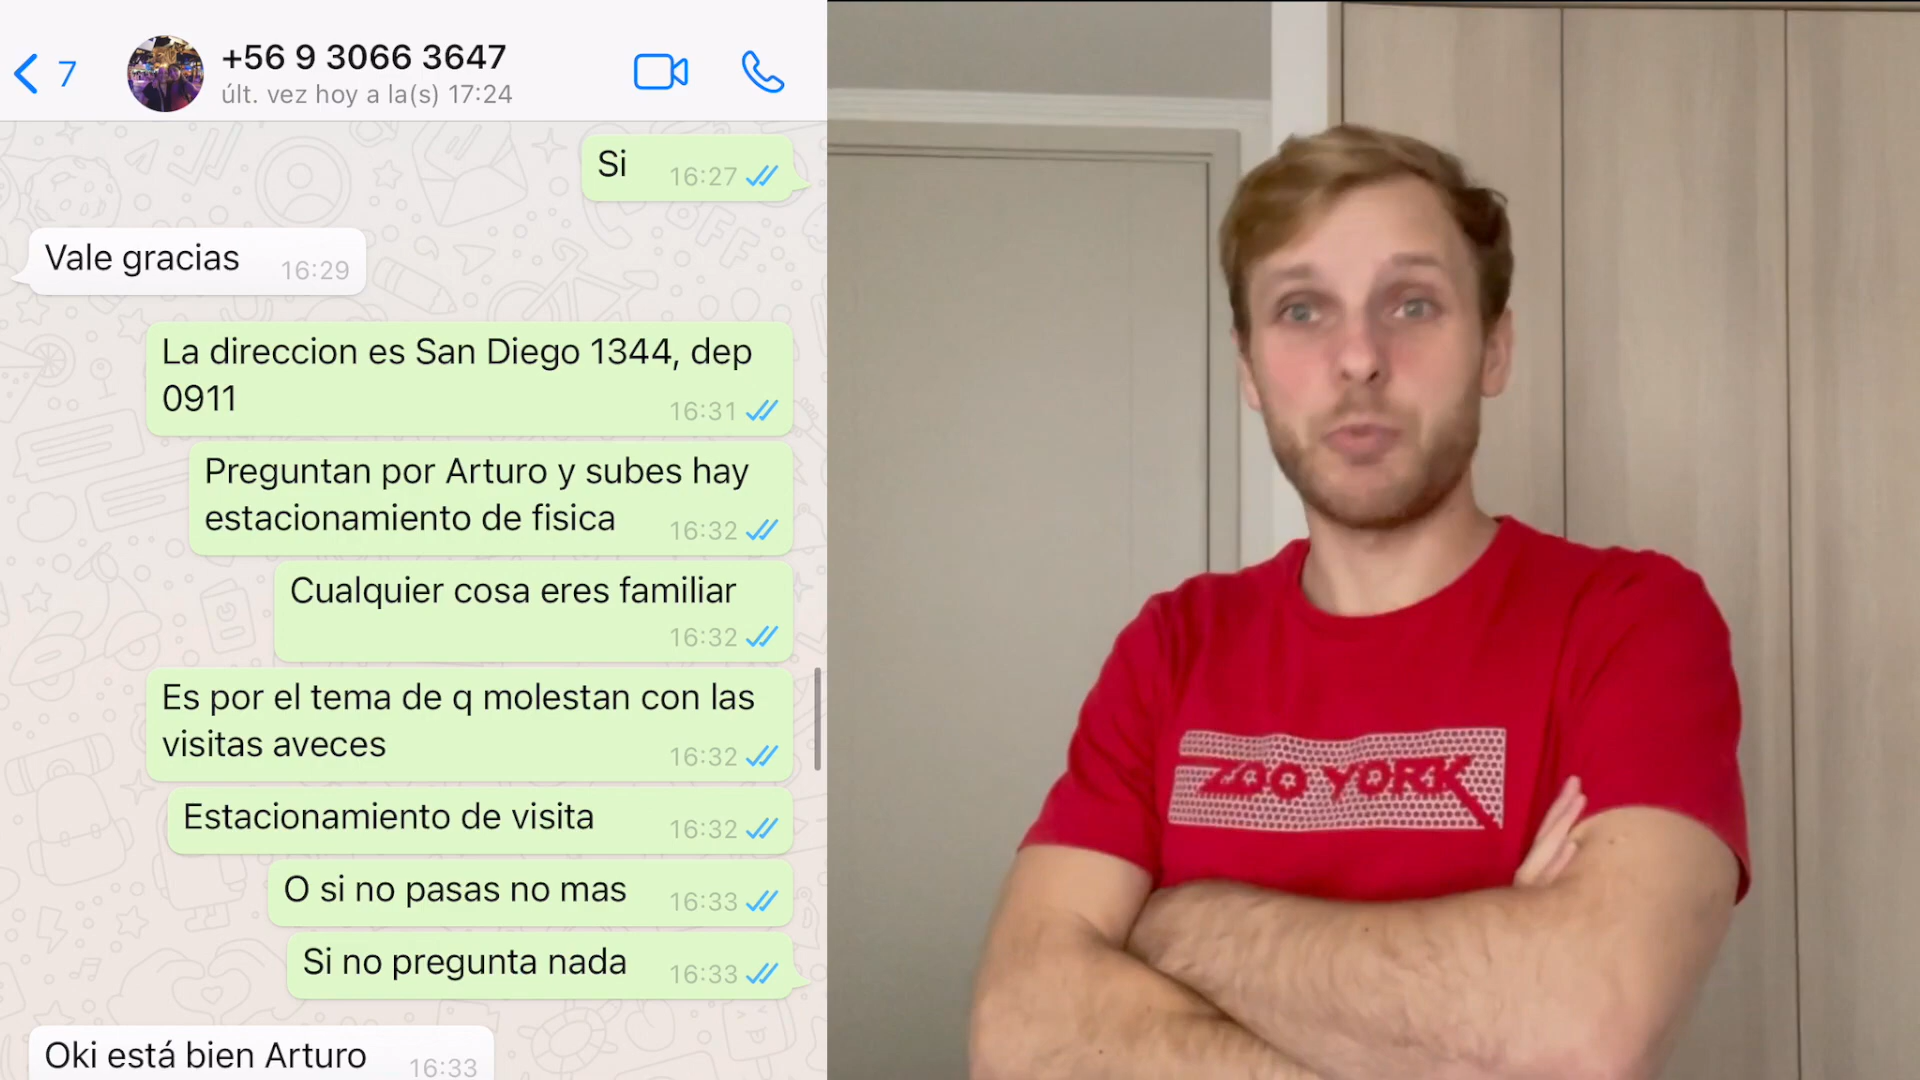 7
+56 9 3066 3647
últ. vez hoy a la(s) 17:24
Si
16:27
Vale gracias
16:29
La direccion es San Diego 1344, dep
0911
16:31
Preguntan por Arturo y subes hay
estacionamiento de fisica
16:32
Cualquier cosa eres familiar
16:32
Es por el tema de q molestan con las
visitas aveces
16:32
Estacionamiento de visita
16:32
O si no pasas no mas
16:33
Si no pregunta nada
16:33
Oki está bien Arturo
16:33
ZOO YORK